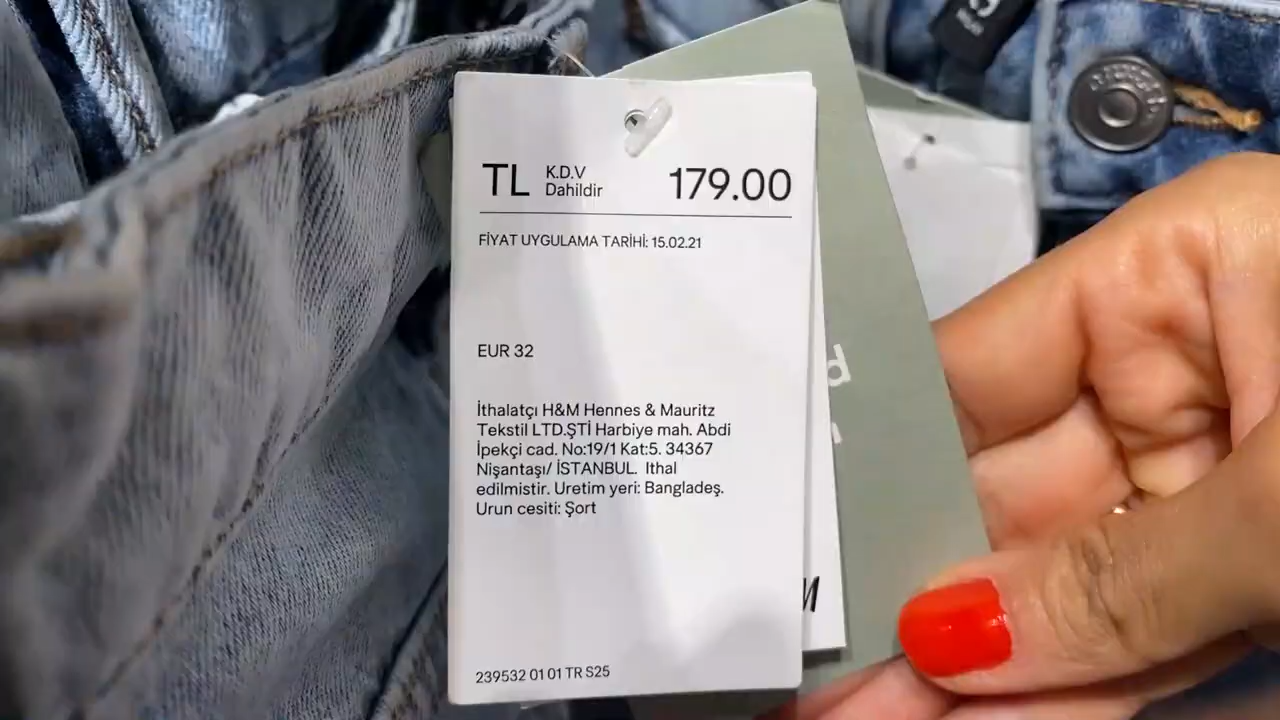 TL K.D.V Dahildir 179.00
FİYAT UYGULAMA TARİHİ: 15.02.21
EUR 32
İthalatçı H&M Hennes & Mauritz
Tekstil LTD.ŞTİ Harbiye mah. Abdi
İpekçi cad. No:19/1 Kat:5. 34367
Nişantaşı/ İSTANBUL. Ithal
edilmistir. Uretim yeri: Bangladeş.
Urun cesiti: Şort
239532 01 01 TR S25
d